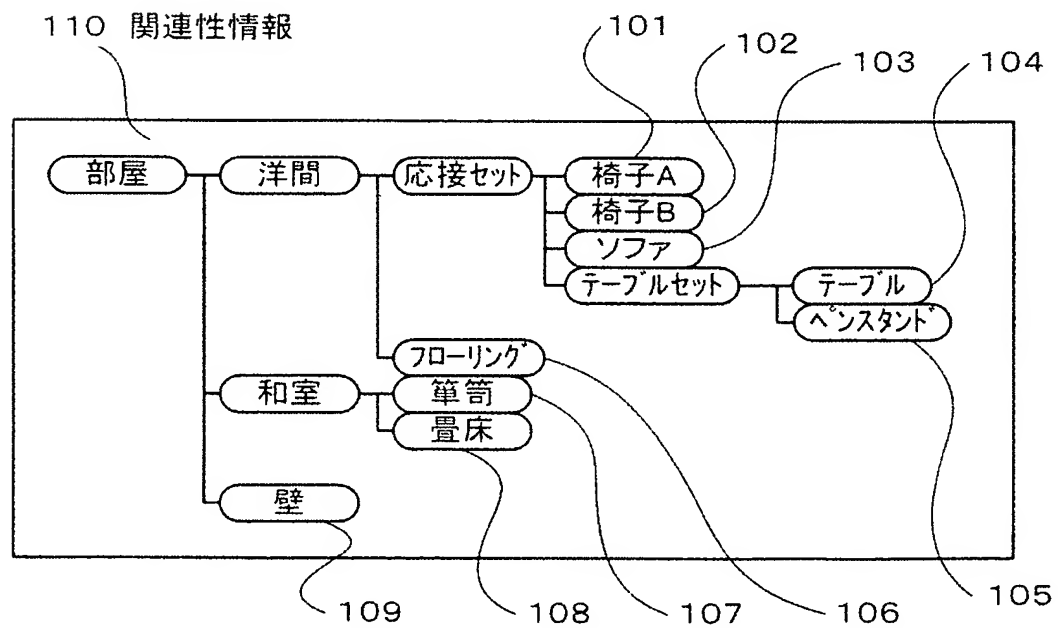 110 関連性情報
101
102
103
104
部屋
洋間
応接セット
椅子A
椅子B
ソファ
テーブルセット
テーブル
ペンスタンド
フローリング
和室
箪笥
畳床
壁
109
108
107
106
105